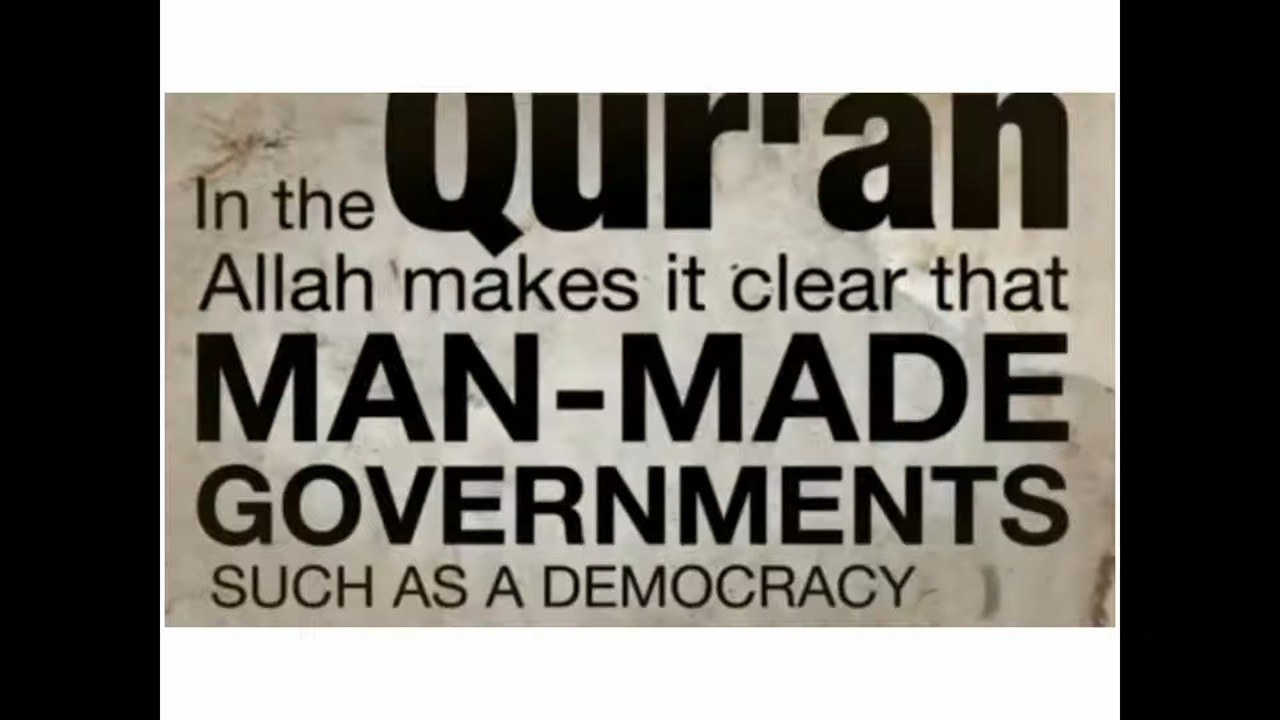 In the Qur'an
Allah makes it clear that
MAN-MADE
GOVERNMENTS
SUCH AS A DEMOCRACY